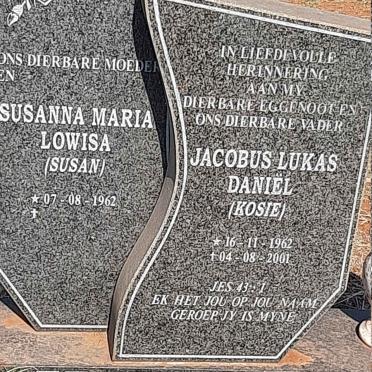 ONS DIERBARE MOEDER
EN
SUSANNA MARIA
LOWISA
(SUSAN)
★ 07 - 08 - 1962
†
IN LIEFDEVOLLE
HERINNERING
AAN MY
DIERBARE EGGENOOT EN
ONS DIERBARE VADER
JACOBUS LUKAS
DANIËL
(KOSIE)
★ 16 - 11 - 1962
† 04 - 08 - 2001
JES. 43: 1
EK HET JOU OP JOU NAAM
GEROEP, JY IS MYNE